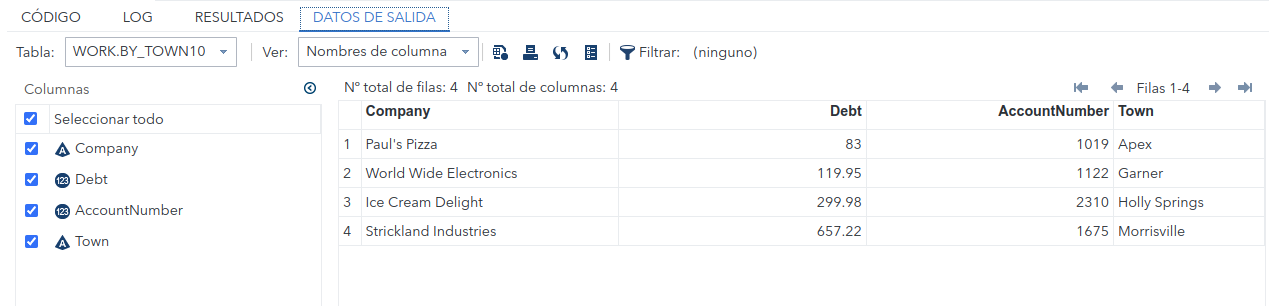 CÓDIGO LOG RESULTADOS DATOS DE SALIDA
Tabla: WORK.BY_TOWN10 Ver: Nombres de columna Filtrar: (ninguno)
Columnas
Seleccionar todo
Company
Debt
AccountNumber
Town
Nº total de filas: 4 Nº total de columnas: 4 Filas 1-4
Company Debt AccountNumber Town
1 Paul's Pizza 83 1019 Apex
2 World Wide Electronics 119.95 1122 Garner
3 Ice Cream Delight 299.98 2310 Holly Springs
4 Strickland Industries 657.22 1675 Morrisville